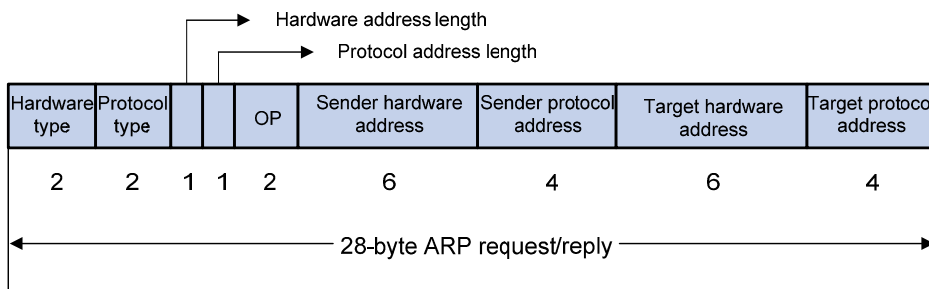 Hardware address length
Protocol address length
Hardware type
Protocol type
OP
Sender hardware address
Sender protocol address
Target hardware address
Target protocol address
2 2 1 1 2 6 4 6 4
28-byte ARP request/reply